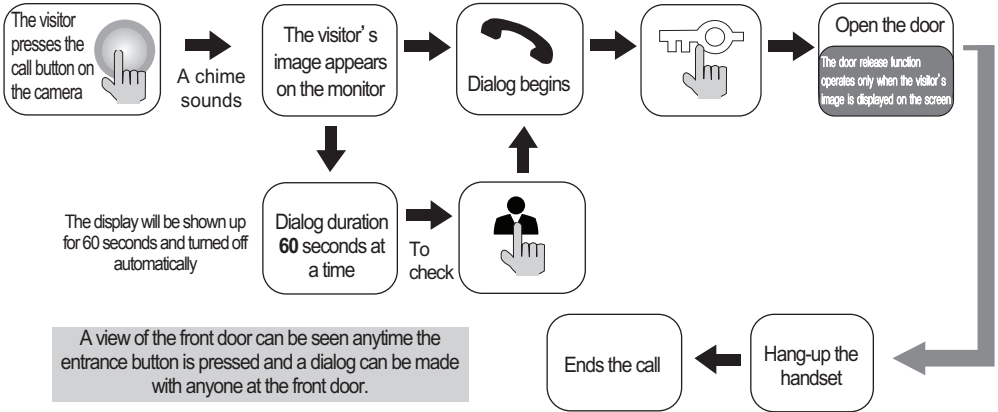 The visitor
presses the
call button on
the camera
A chime
sounds
The visitor's
image appears
on the monitor
Dialog begins
Open the door
The door release function
operates only when the visitor's
image is displayed on the screen
The display will be shown up
for 60 seconds and turned off
automatically
Dialog duration
60 seconds at
a time
To
check
A view of the front door can be seen anytime the
entrance button is pressed and a dialog can be made
with anyone at the front door.
Ends the call
Hang-up the
handset